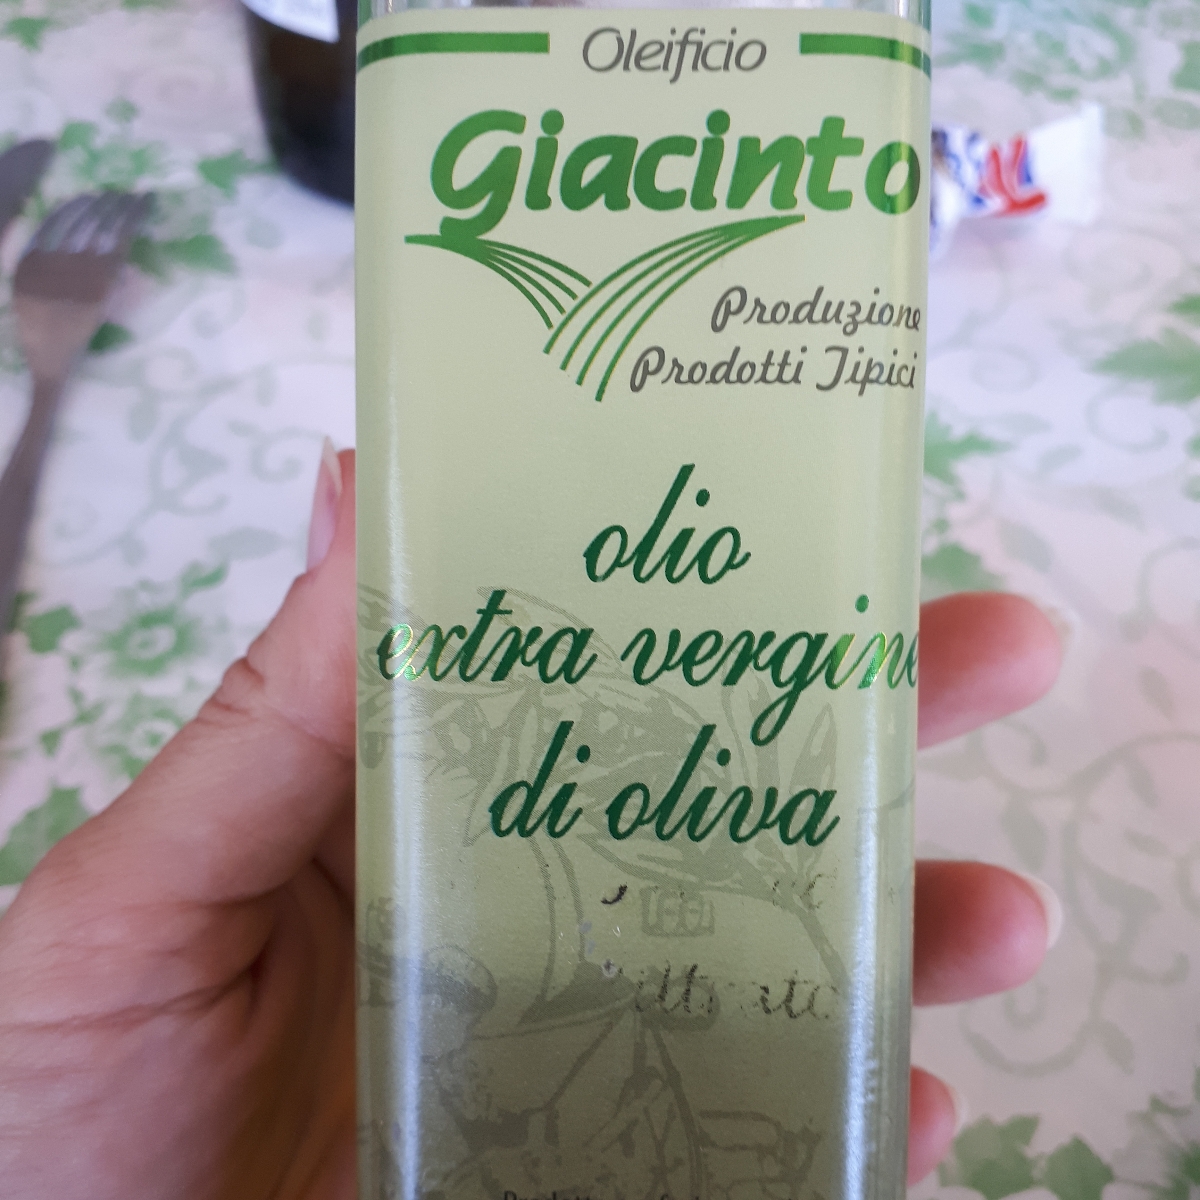 Oleificio
Giacinto
Produzione
Prodotti Tipici
olio
extra vergine
di oliva